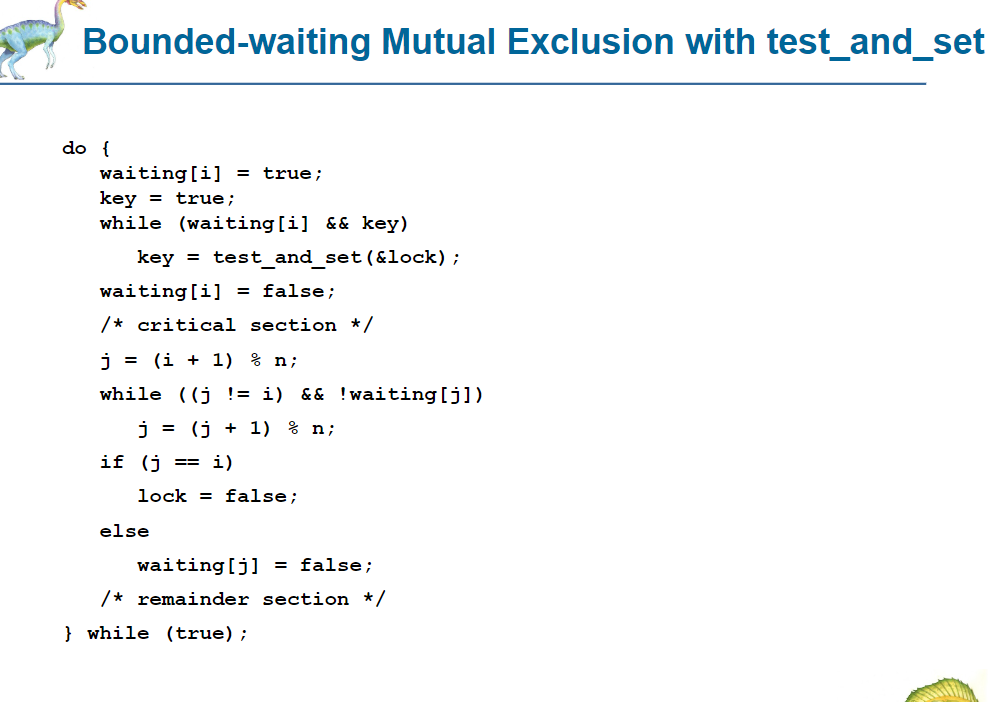 Bounded-waiting Mutual Exclusion with test_and_set
do {
waiting[i] = true;
key = true;
while (waiting[i] && key)
key = test_and_set(&lock);
waiting[i] = false;
/* critical section */
j = (i + 1) % n;
while ((j != i) && !waiting[j])
j = (j + 1) % n;
if (j == i)
lock = false;
else
waiting[j] = false;
/* remainder section */
} while (true);